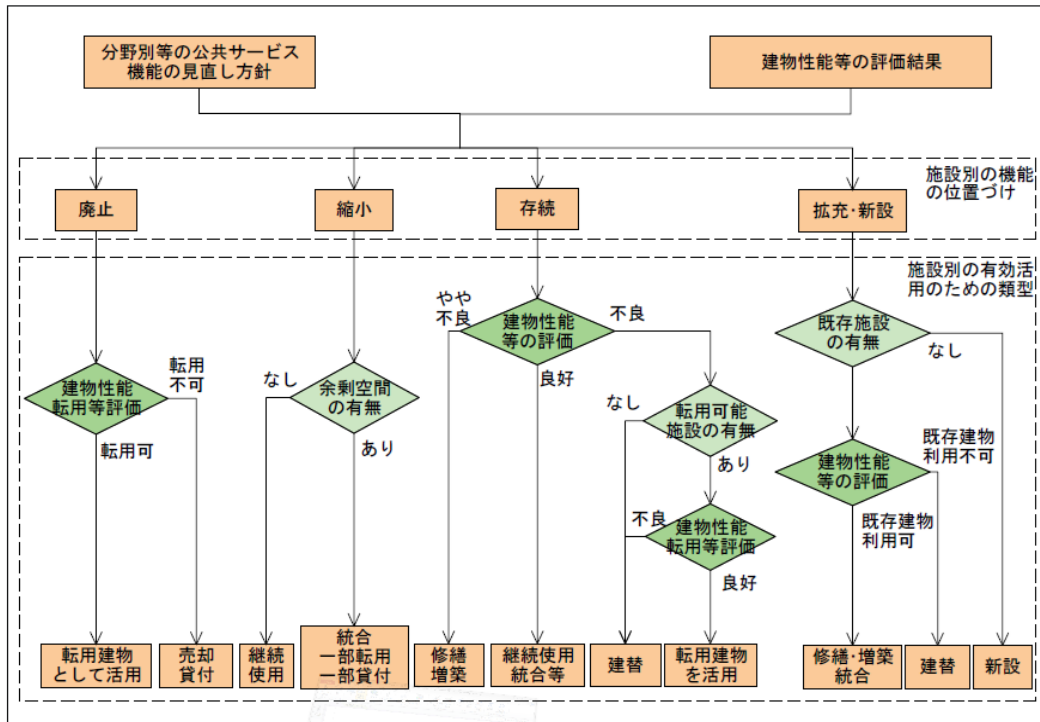 分野別等の公共サービス
機能の見直し方針
建物性能等の評価結果
施設別の機能
の位置づけ
廃止
縮小
存続
拡充・新設
施設別の有効活
用のための類型
やや
不良
建物性能
等の評価
不良
既存施設
の有無
なし
良好
転用
不可
建物性能
転用等評価
なし
余剰空間
の有無
なし
転用可能
施設の有無
転用可
あり
あり
既存建物
利用不可
建物性能
等の評価
不良
建物性能
転用等評価
既存建物
利用可
良好
転用建物
として活用
売却
貸付
継続
使用
統合
一部転用
一部貸付
修繕
増築
継続使用
統合等
建替
転用建物
を活用
修繕・増築
統合
建替
新設